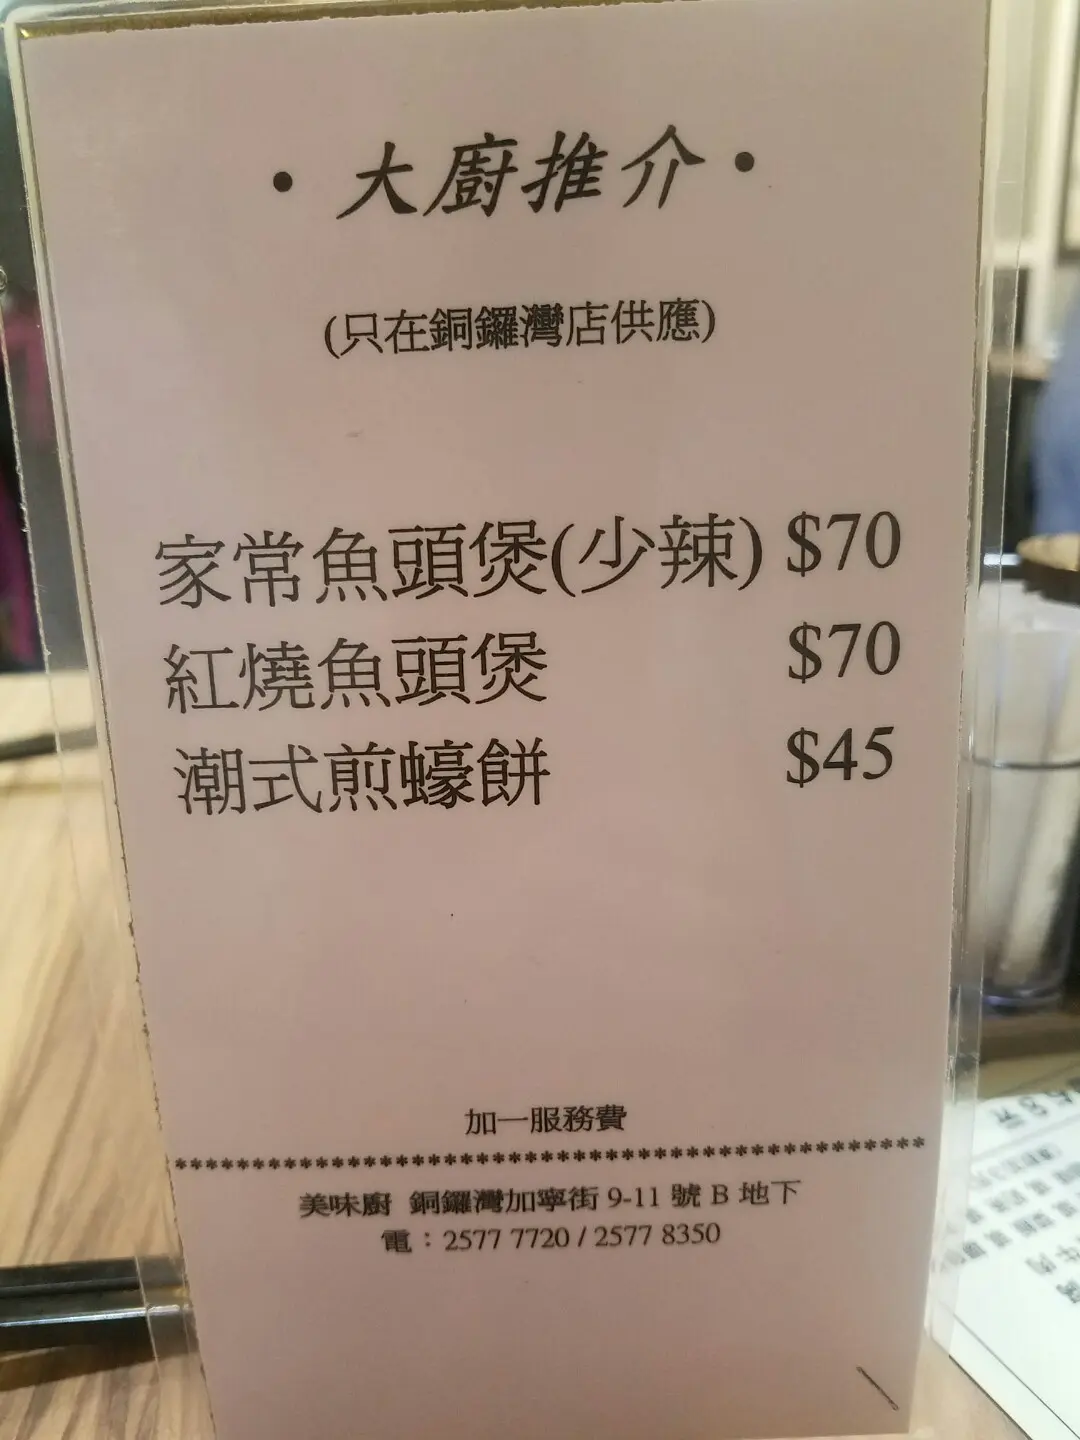 ·大廚推介·
(只在銅鑼灣店供應)
家常魚頭煲(少辣) $70
紅燒魚頭煲 $70
潮式煎蠔餅 $45
加一服務費
*************************************************
美味廚 銅鑼灣加寧街 9-11 號 B 地下
電：2577 7720 / 2577 8350